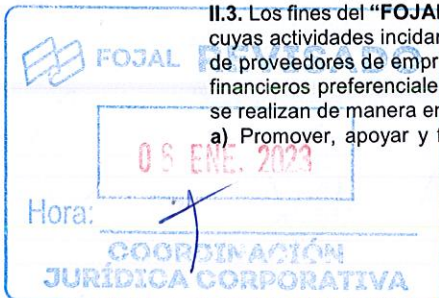 II.3. Los fines del "FOJAL
cuyas actividades incidan
de proveedores de empr
financieros preferenciale
se realizan de manera en
a) Promover, apoyar y f
FOJAL REVISADO
05 ENE. 2023
Hora:
COORDINACIÓN
JURÍDICA CORPORATIVA